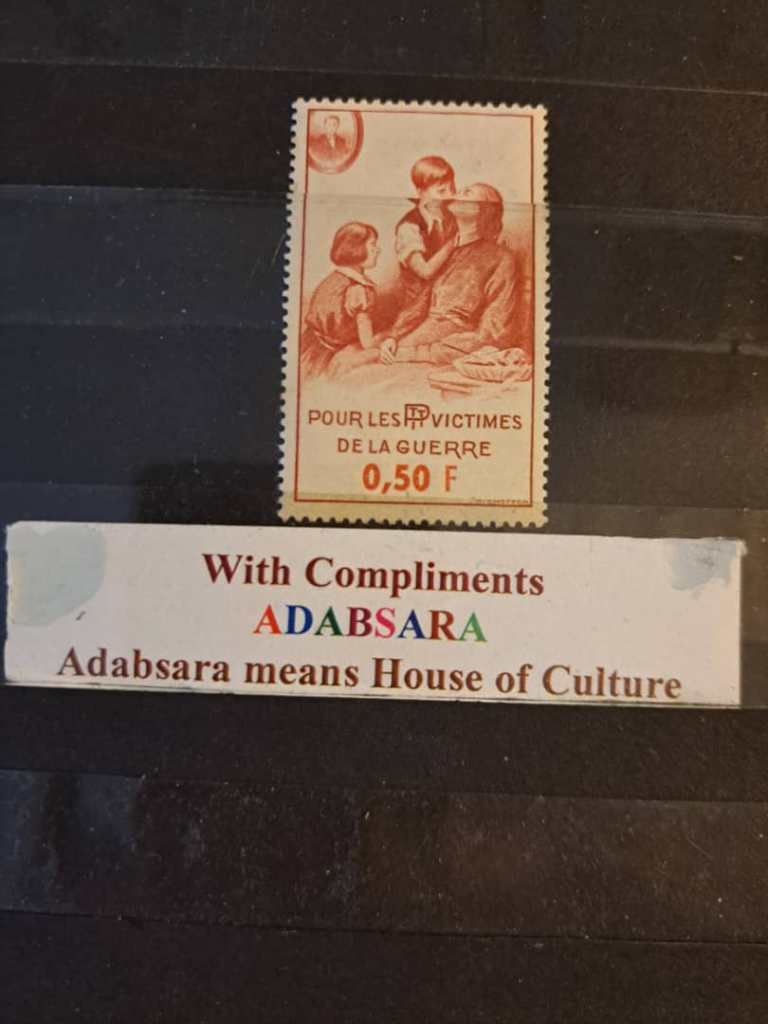 POUR LES PTT VICTIMES
DE LA GUERRE
0,50 F
With Compliments
ADABSARA
Adabsara means House of Culture